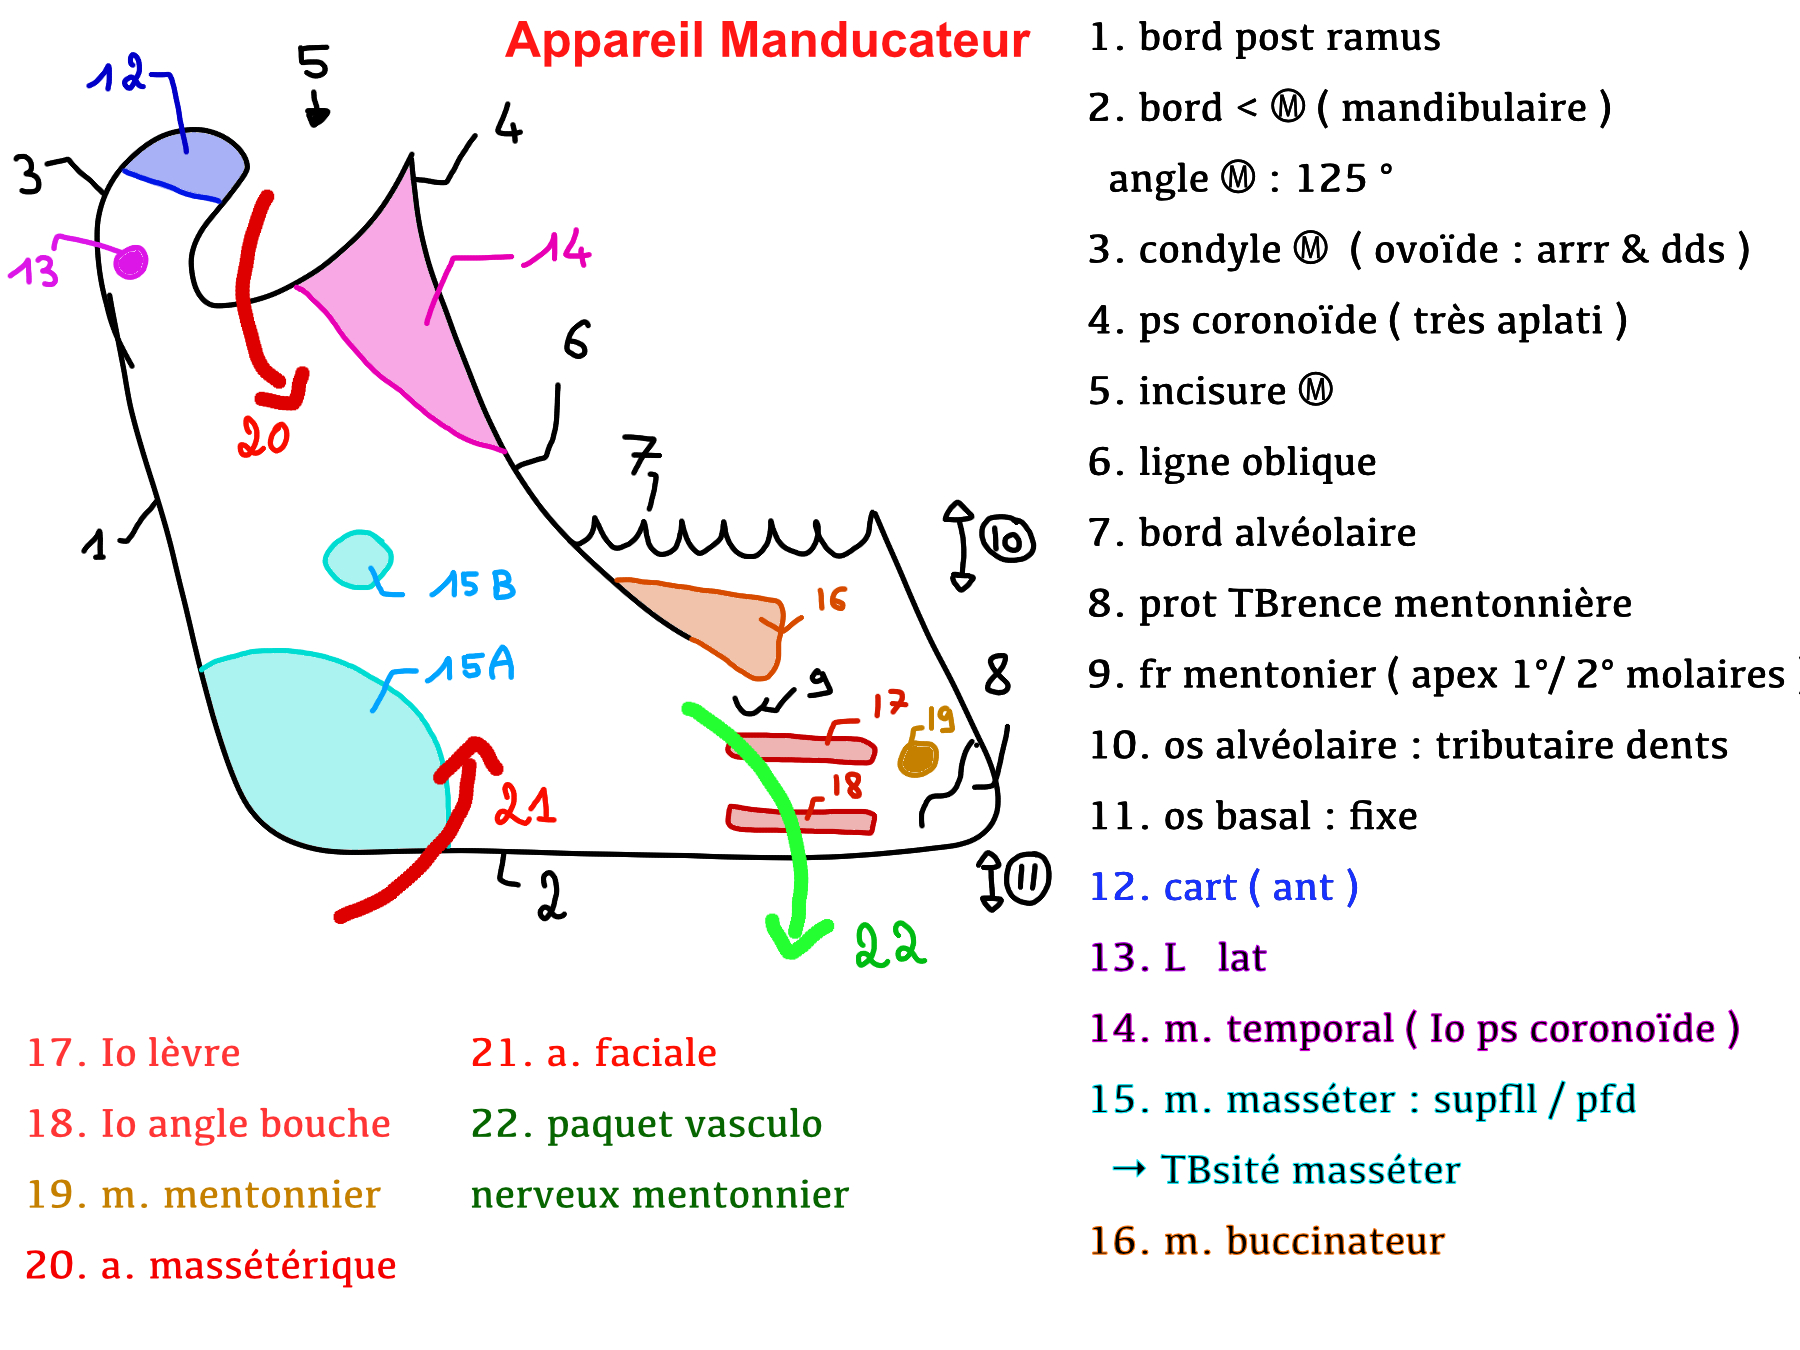 Appareil Manducateur
12
5
4
3
13
14
6
20
7
1
10
15 B
16
15A
9
8
17
19
18
21
2
11
22
1. bord post ramus
2. bord < Ⓜ ( mandibulaire )
angle Ⓜ : 125 °
3. condyle Ⓜ ( ovoïde : arrr & dds )
4. ps coronoïde ( très aplati )
5. incisure Ⓜ
6. ligne oblique
7. bord alvéolaire
8. prot TBrence mentonnière
9. fr mentonier ( apex 1°/ 2° molaires )
10. os alvéolaire : tributaire dents
11. os basal : fixe
12. cart ( ant )
13. L lat
14. m. temporal ( Io ps coronoïde )
15. m. masséter : supfll / pfd
→ TBsité masséter
16. m. buccinateur
17. Io lèvre
18. Io angle bouche
19. m. mentonnier
20. a. massétérique
21. a. faciale
22. paquet vasculo
nerveux mentonnier